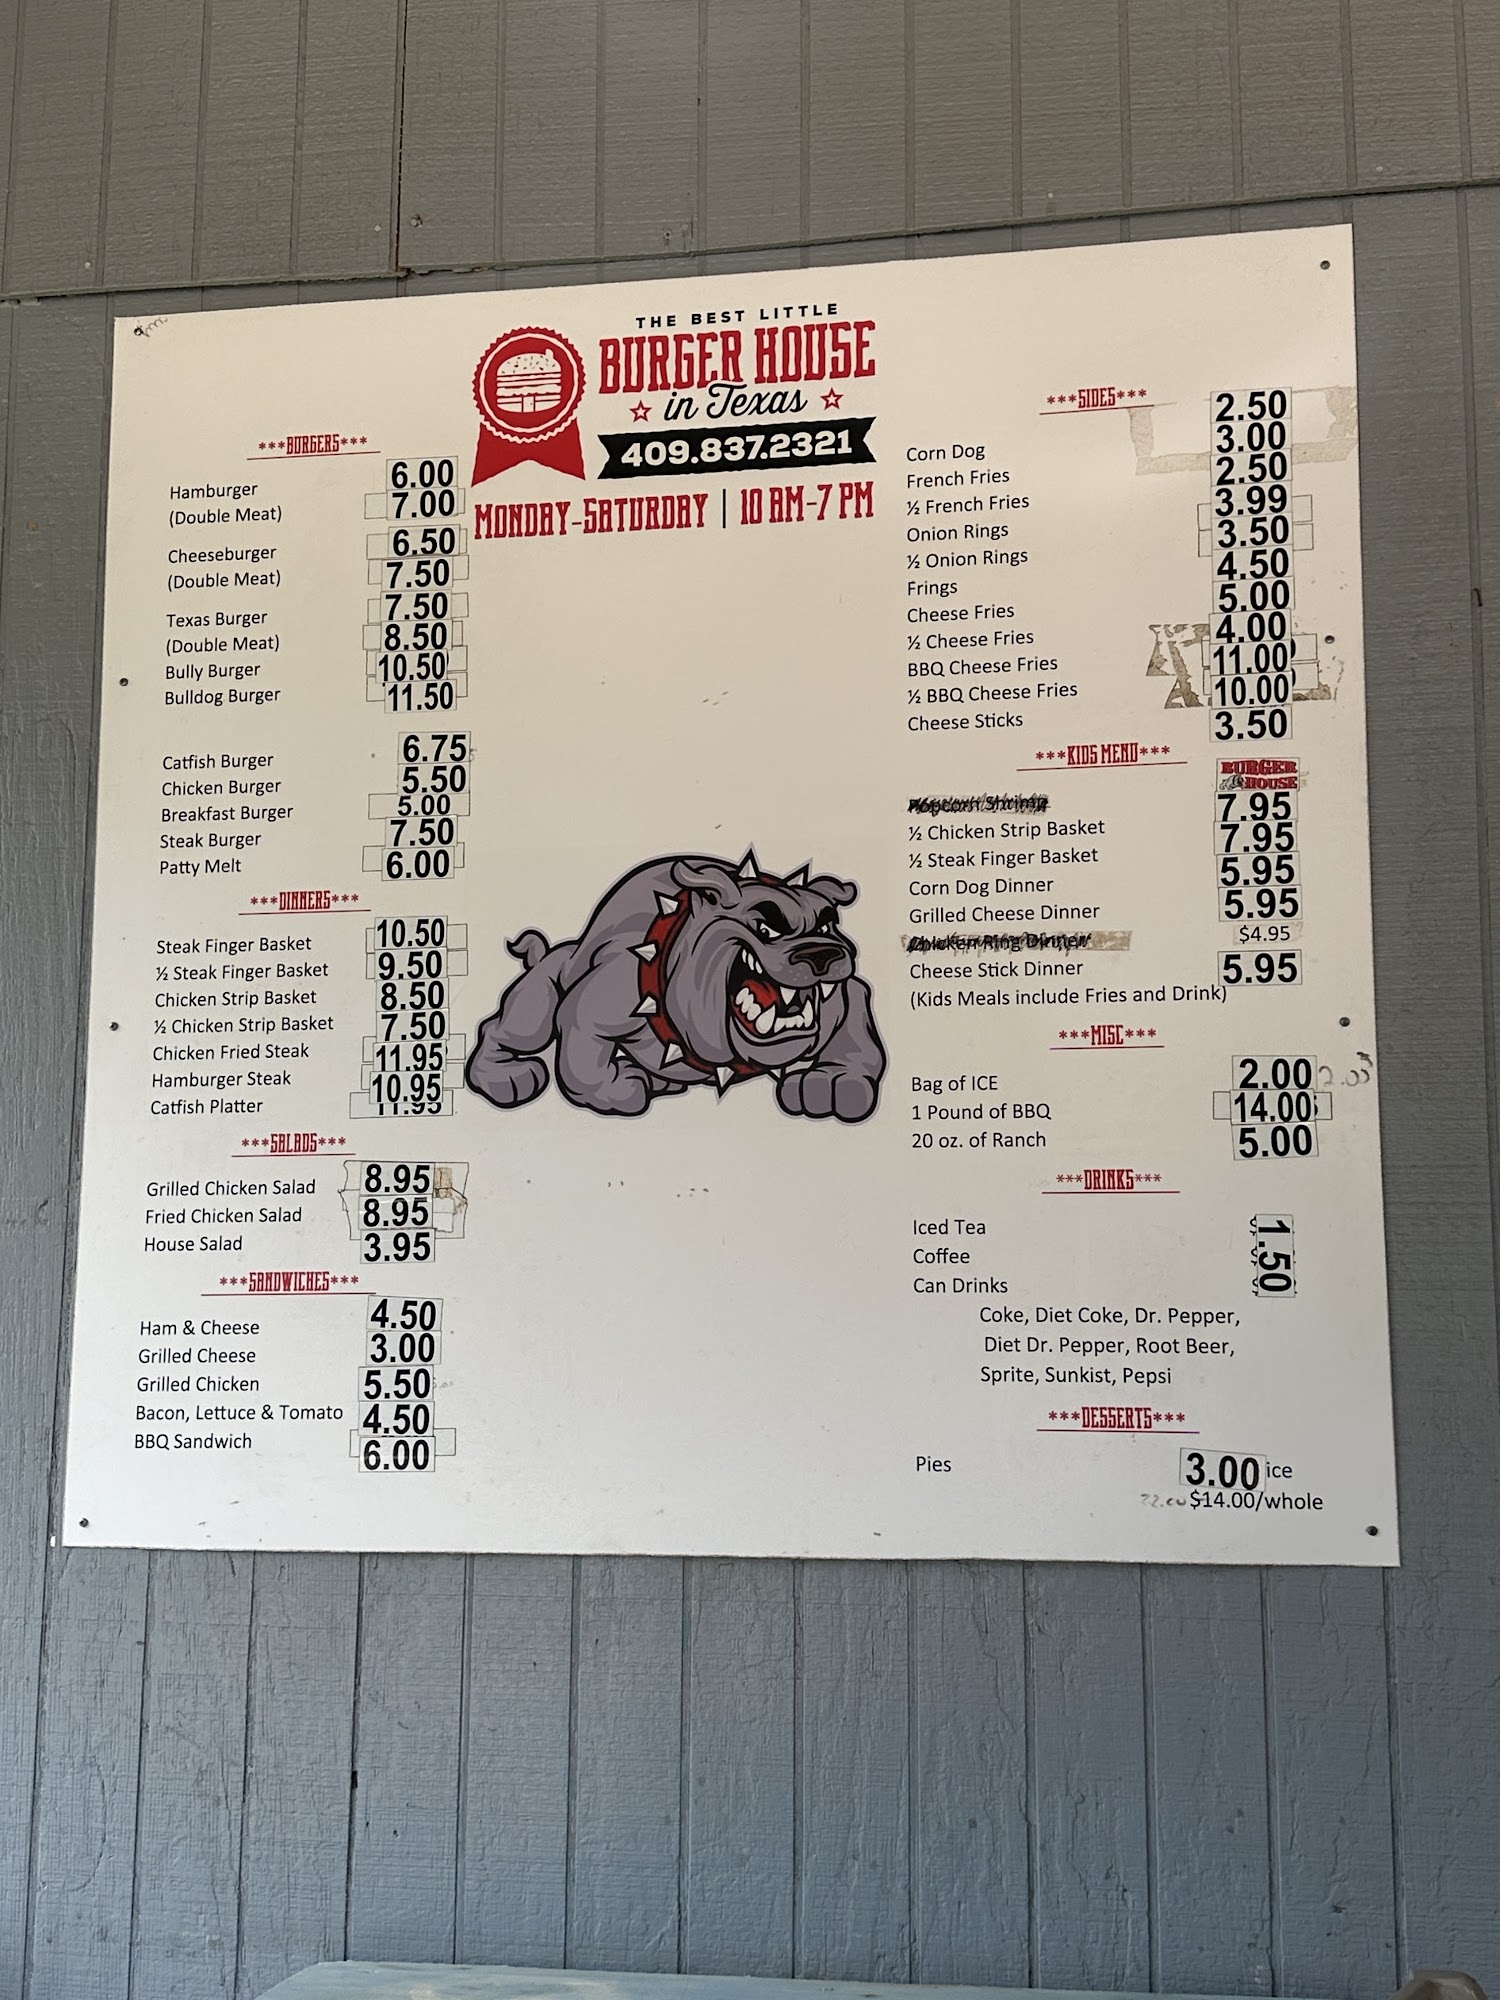 THE BEST LITTLE
BURGER HOUSE
in Texas
409.837.2321
MONDAY-SATURDAY | 10 AM-7 PM
***BURGERS***
Hamburger 6.00
(Double Meat) 7.00
Cheeseburger 6.50
(Double Meat) 7.50
Texas Burger 7.50
(Double Meat) 8.50
Bully Burger 10.50
Bulldog Burger 11.50
Catfish Burger 6.75
Chicken Burger 5.50
Breakfast Burger 5.00
Steak Burger 7.50
Patty Melt 6.00
***DINNERS***
Steak Finger Basket 10.50
½ Steak Finger Basket 9.50
Chicken Strip Basket 8.50
½ Chicken Strip Basket 7.50
Chicken Fried Steak 11.95
Hamburger Steak 10.95
Catfish Platter 11.95
***SALADS***
Grilled Chicken Salad 8.95
Fried Chicken Salad 8.95
House Salad 3.95
***SANDWICHES***
Ham & Cheese 4.50
Grilled Cheese 3.00
Grilled Chicken 5.50
Bacon, Lettuce & Tomato 4.50
BBQ Sandwich 6.00
***SIDES***
Corn Dog 2.50
French Fries 3.00
½ French Fries 2.50
Onion Rings 3.99
½ Onion Rings 3.50
Frings 4.50
Cheese Fries 5.00
½ Cheese Fries 4.00
BBQ Cheese Fries 11.00
½ BBQ Cheese Fries 10.00
Cheese Sticks 3.50
***KIDS MENU***
BURGER
HOUSE
Popcorn Shrimp
½ Chicken Strip Basket 7.95
½ Steak Finger Basket 7.95
Corn Dog Dinner 5.95
Grilled Cheese Dinner 5.95
Chicken Ring Dinner $4.95
Cheese Stick Dinner 5.95
(Kids Meals include Fries and Drink)
***MISC***
Bag of ICE 2.00
1 Pound of BBQ 14.00
20 oz. of Ranch 5.00
***DRINKS***
Iced Tea
Coffee 1.50
Can Drinks
Coke, Diet Coke, Dr. Pepper,
Diet Dr. Pepper, Root Beer,
Sprite, Sunkist, Pepsi
***DESSERTS***
Pies 3.00 ice
$14.00/whole